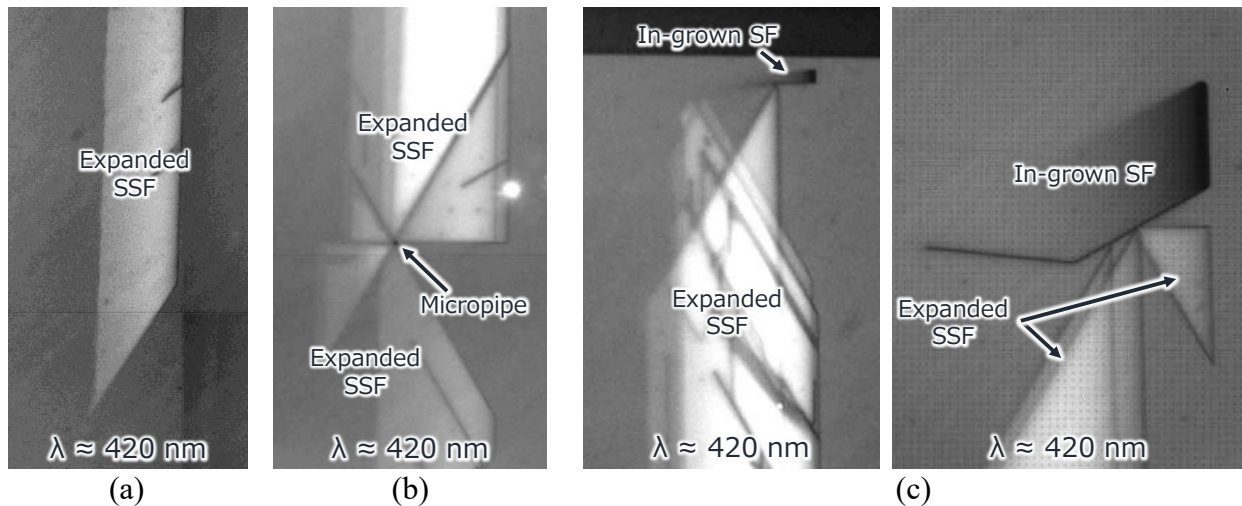 Expanded
SSF
λ ≈ 420 nm
(a)
Expanded
SSF
Micropipe
Expanded
SSF
λ ≈ 420 nm
(b)
In-grown SF
Expanded
SSF
λ ≈ 420 nm
In-grown SF
Expanded
SSF
λ ≈ 420 nm
(c)